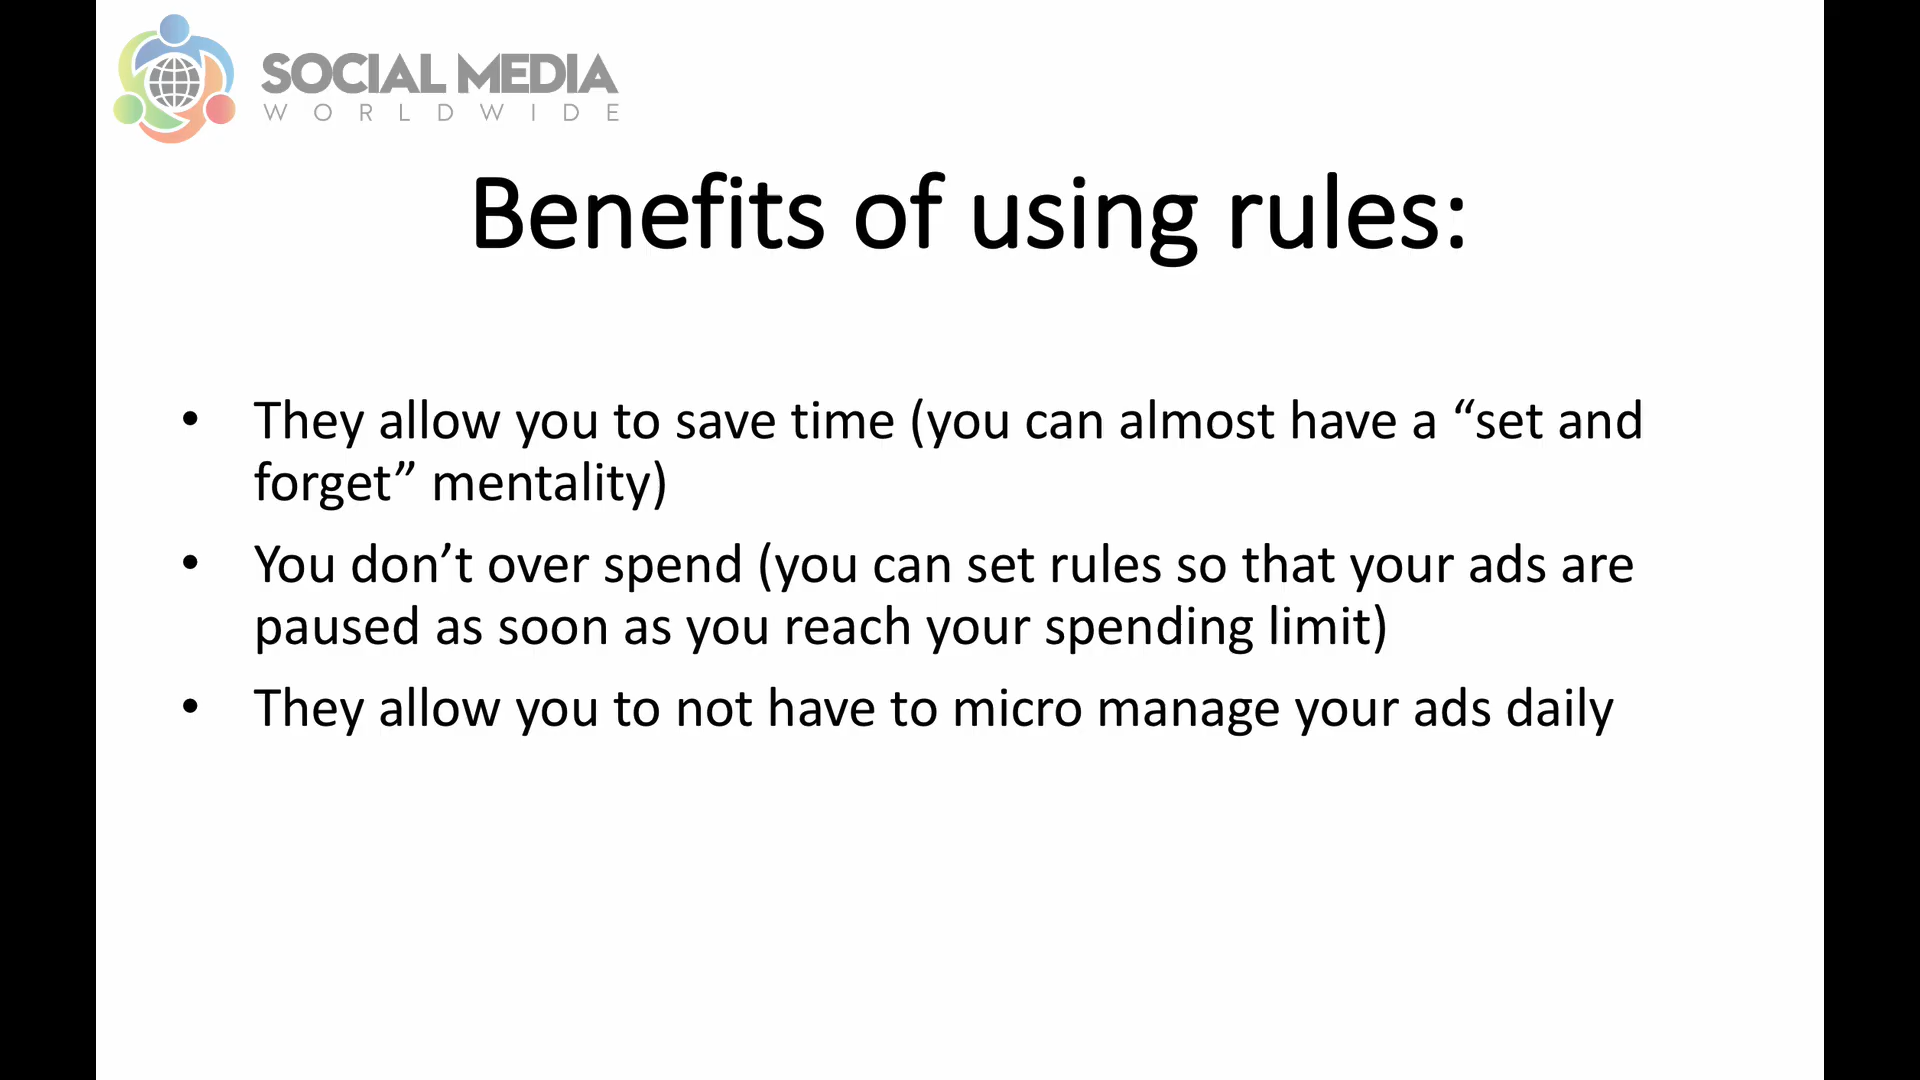 SOCIAL MEDIA
WORLDWIDE
Benefits of using rules:
• They allow you to save time (you can almost have a “set and
forget” mentality)
• You don’t over spend (you can set rules so that your ads are
paused as soon as you reach your spending limit)
• They allow you to not have to micro manage your ads daily